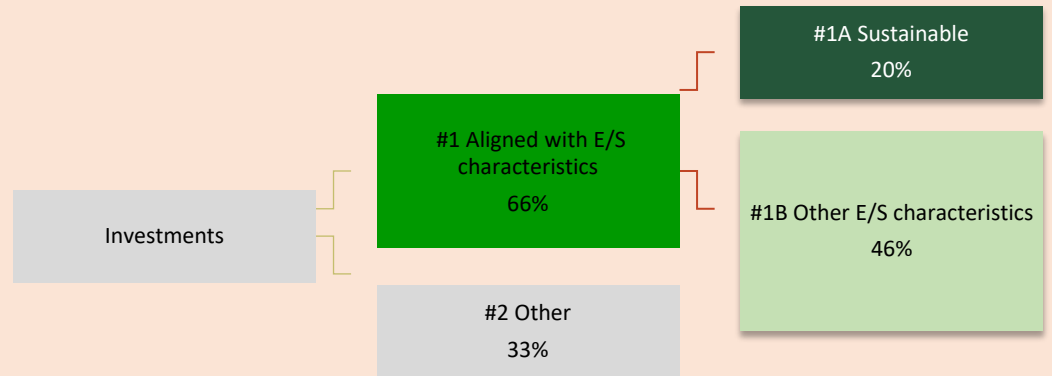 Investments
#1 Aligned with E/S
characteristics
66%
#2 Other
33%
#1A Sustainable
20%
#1B Other E/S characteristics
46%